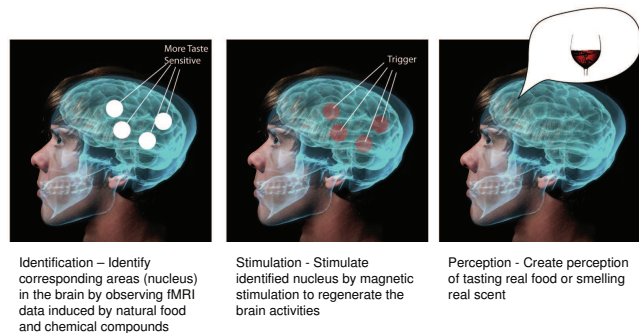 More Taste
Sensitive
Trigger
Identification – Identify
corresponding areas (nucleus)
in the brain by observing fMRI
data induced by natural food
and chemical compounds
Stimulation - Stimulate
identified nucleus by magnetic
stimulation to regenerate the
brain activities
Perception - Create perception
of tasting real food or smelling
real scent